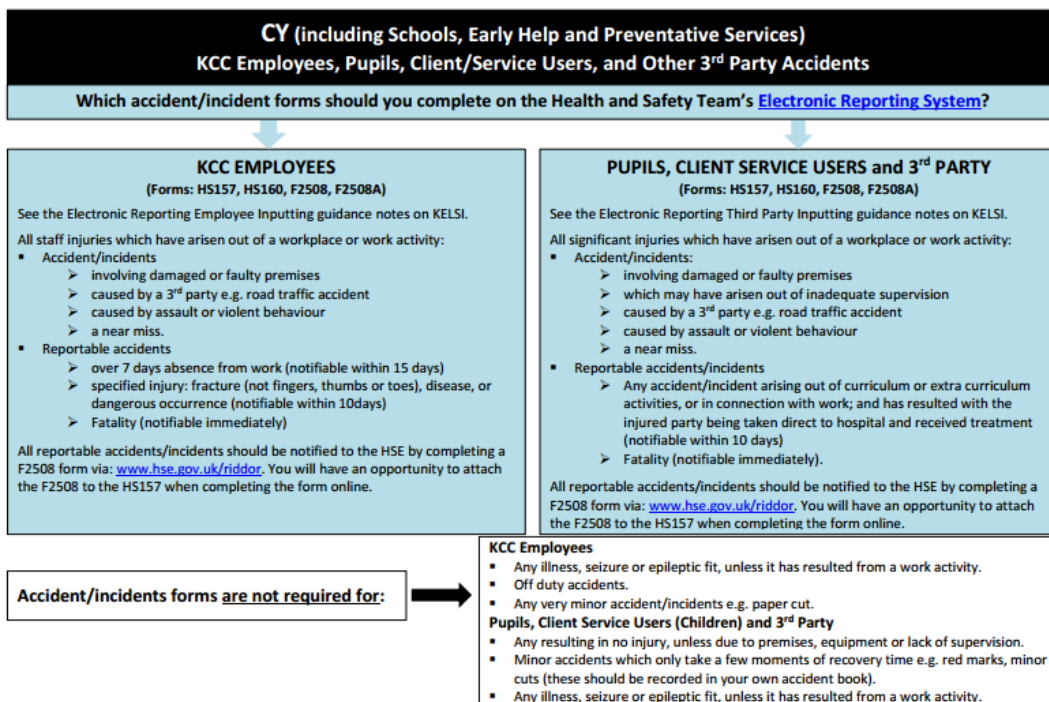 CY (including Schools, Early Help and Preventative Services)
KCC Employees, Pupils, Client/Service Users, and Other 3rd Party Accidents
Which accident/incident forms should you complete on the Health and Safety Team's Electronic Reporting System?
KCC EMPLOYEES
(Forms: HS157, HS160, F2508, F2508A)
See the Electronic Reporting Employee Inputting guidance notes on KELSI.
All staff injuries which have arisen out of a workplace or work activity:
▪ Accident/incidents
➢ involving damaged or faulty premises
➢ caused by a 3rd party e.g. road traffic accident
➢ caused by assault or violent behaviour
➢ a near miss.
▪ Reportable accidents
➢ over 7 days absence from work (notifiable within 15 days)
➢ specified injury: fracture (not fingers, thumbs or toes), disease, or
dangerous occurrence (notifiable within 10days)
➢ Fatality (notifiable immediately)
All reportable accidents/incidents should be notified to the HSE by completing a
F2508 form via: www.hse.gov.uk/riddor. You will have an opportunity to attach
the F2508 to the HS157 when completing the form online.
PUPILS, CLIENT SERVICE USERS and 3rd PARTY
(Forms: HS157, HS160, F2508, F2508A)
See the Electronic Reporting Third Party Inputting guidance notes on KELSI.
All significant injuries which have arisen out of a workplace or work activity:
▪ Accident/incidents:
➢ involving damaged or faulty premises
➢ which may have arisen out of inadequate supervision
➢ caused by a 3rd party e.g. road traffic accident
➢ caused by assault or violent behaviour
➢ a near miss.
▪ Reportable accidents/incidents
➢ Any accident/incident arising out of curriculum or extra curriculum
activities, or in connection with work; and has resulted with the
injured party being taken direct to hospital and received treatment
(notifiable within 10 days)
➢ Fatality (notifiable immediately).
All reportable accidents/incidents should be notified to the HSE by completing a
F2508 form via: www.hse.gov.uk/riddor. You will have an opportunity to attach
the F2508 to the HS157 when completing the form online.
Accident/incidents forms are not required for:
KCC Employees
▪ Any illness, seizure or epileptic fit, unless it has resulted from a work activity.
▪ Off duty accidents.
▪ Any very minor accident/incidents e.g. paper cut.
Pupils, Client Service Users (Children) and 3rd Party
▪ Any resulting in no injury, unless due to premises, equipment or lack of supervision.
▪ Minor accidents which only take a few moments of recovery time e.g. red marks, minor
cuts (these should be recorded in your own accident book).
▪ Any illness, seizure or epileptic fit, unless it has resulted from a work activity.